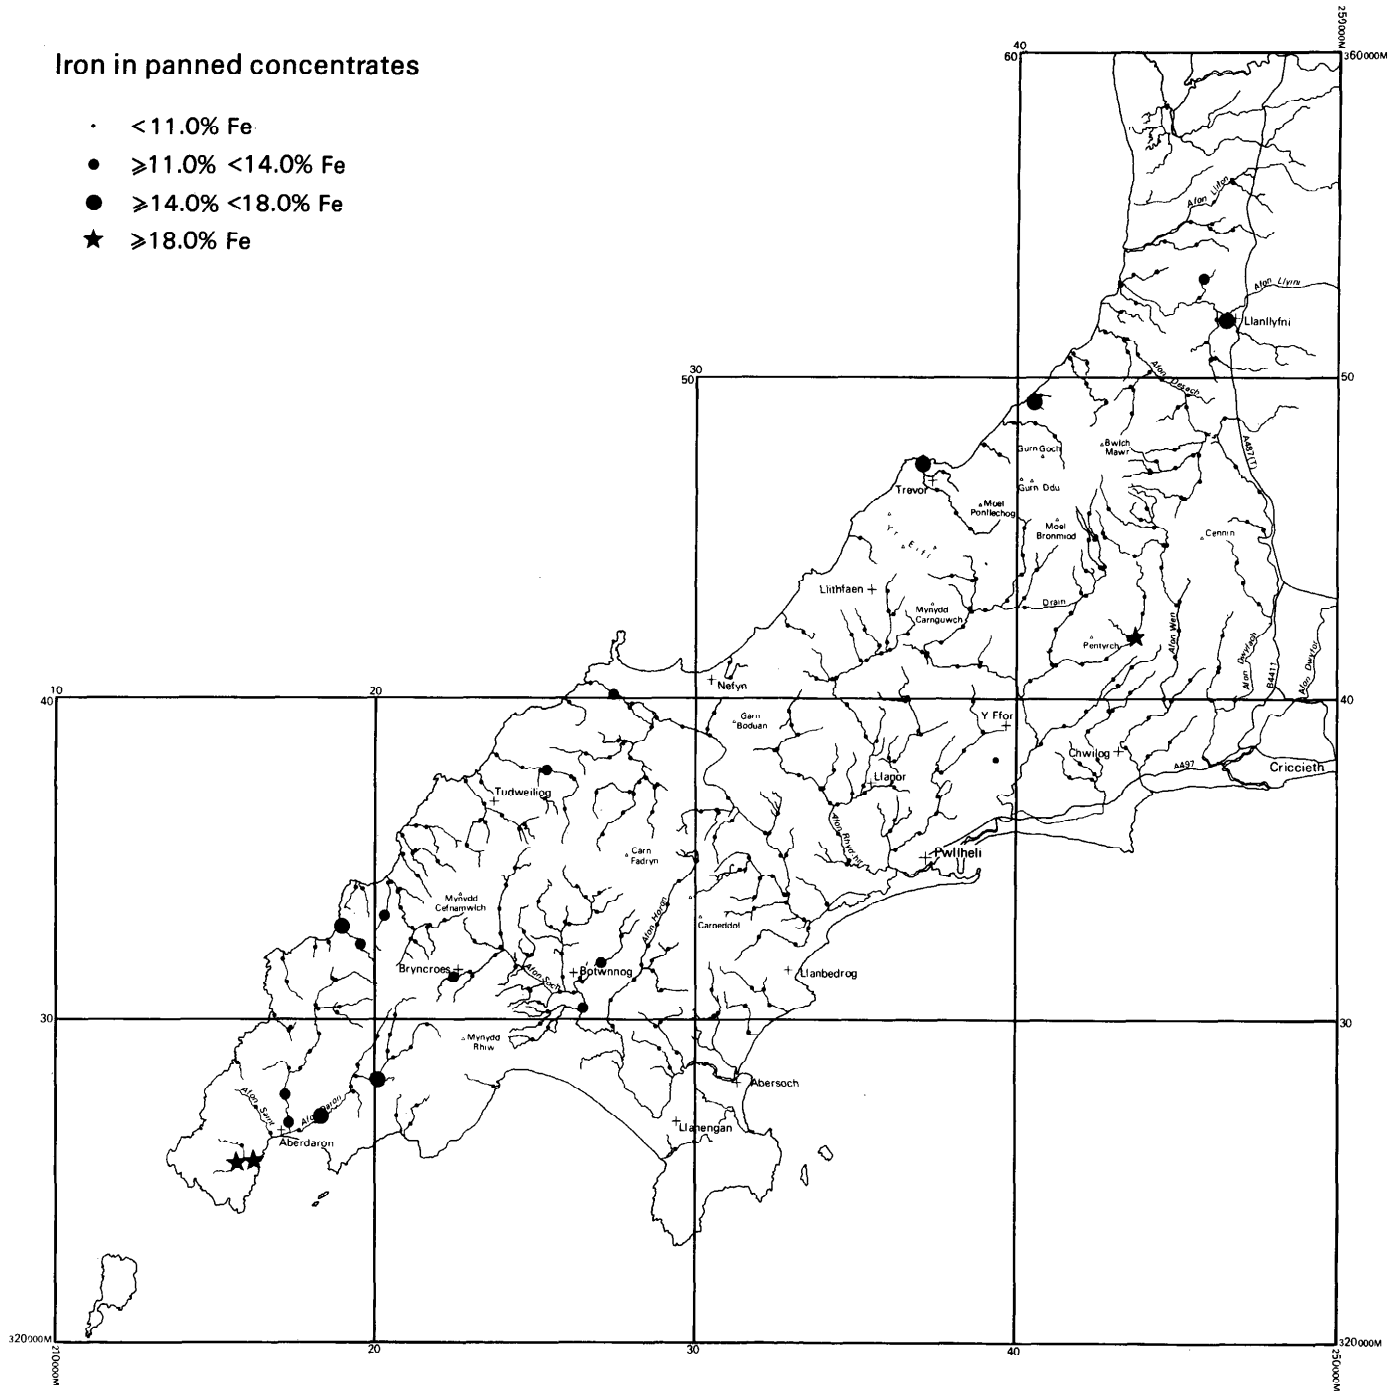 Iron in panned concentrates
<11.0% Fe
⩾11.0% <14.0% Fe
⩾14.0% <18.0% Fe
⩾18.0% Fe
250000M
40
60
360000M
Afon Llifon
Afon Llyfni
Llanllyfni
30
50
50
Afon Desach
A487(T)
Gurn Goch
Bwlch
Mawr
Trevor
Gurn Ddu
Moel
Penllechog
Moel
Bronmiod
Cennin
Yr Eifl
Llithfaen
Drain
Mynydd
Carnguwch
Pentyrch
Afon Wen
Afon Dwyfach
B4411
Afon Dwyfor
Nefyn
10
40
20
40
Garn
Boduan
Y Ffor
Chwilog
A497
Criccieth
Llanor
Tudweiliog
Afon Rhyd-hir
Carn
Fadryn
Pwllheli
Mynydd
Cefnamwlch
Afon Horon
Carneddol
Bryncroes
Afon Soch
Botwnnog
Llanbedrog
30
30
Mynydd
Rhiw
Abersoch
Afon Saint
Afon Daron
Aberdaron
Llanengan
320000M
20
30
40
320000M
210000M
250000M